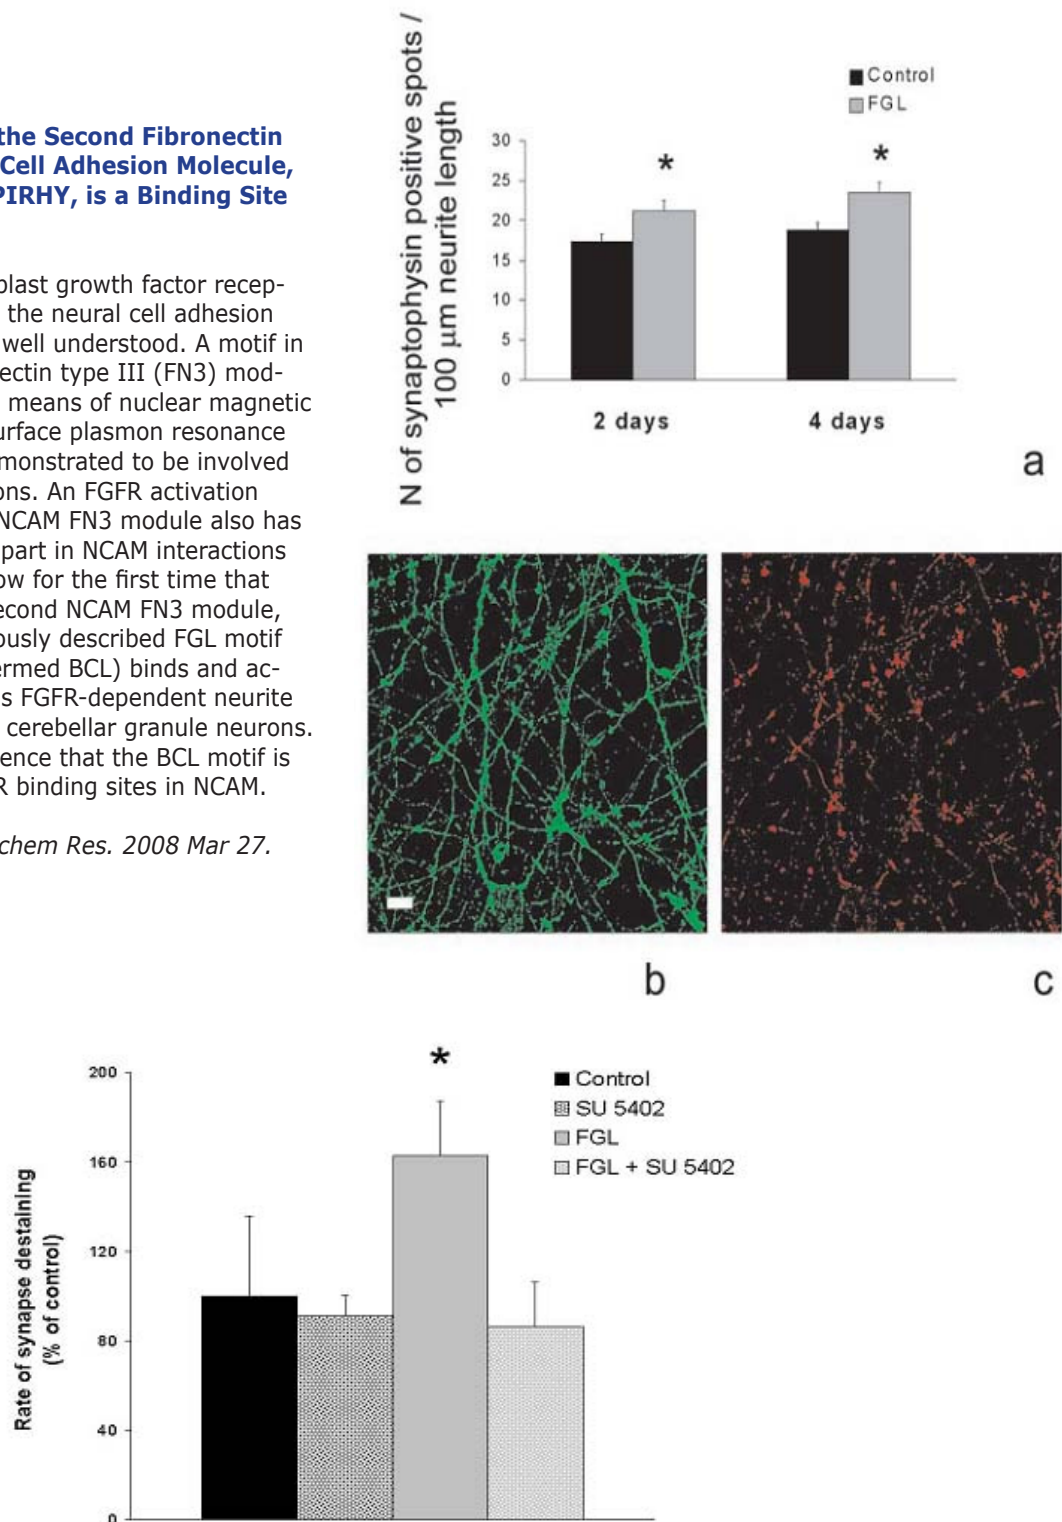 the Second Fibronectin
Cell Adhesion Molecule,
PIRHY, is a Binding Site
blast growth factor recep-
the neural cell adhesion
well understood. A motif in
ectin type III (FN3) mod-
means of nuclear magnetic
urface plasmon resonance
monstrated to be involved
ons. An FGFR activation
NCAM FN3 module also has
part in NCAM interactions
ow for the first time that
econd NCAM FN3 module,
ously described FGL motif
ermed BCL) binds and ac-
s FGFR-dependent neurite
cerebellar granule neurons.
ence that the BCL motif is
R binding sites in NCAM.
chem Res. 2008 Mar 27.
N of synaptophysin positive spots /
100 μm neurite length
Control
FGL
30
25
20
15
10
5
0
*
*
2 days
4 days
a
b
c
Rate of synapse destaining
(% of control)
200
160
120
80
40
0
*
Control
SU 5402
FGL
FGL + SU 5402